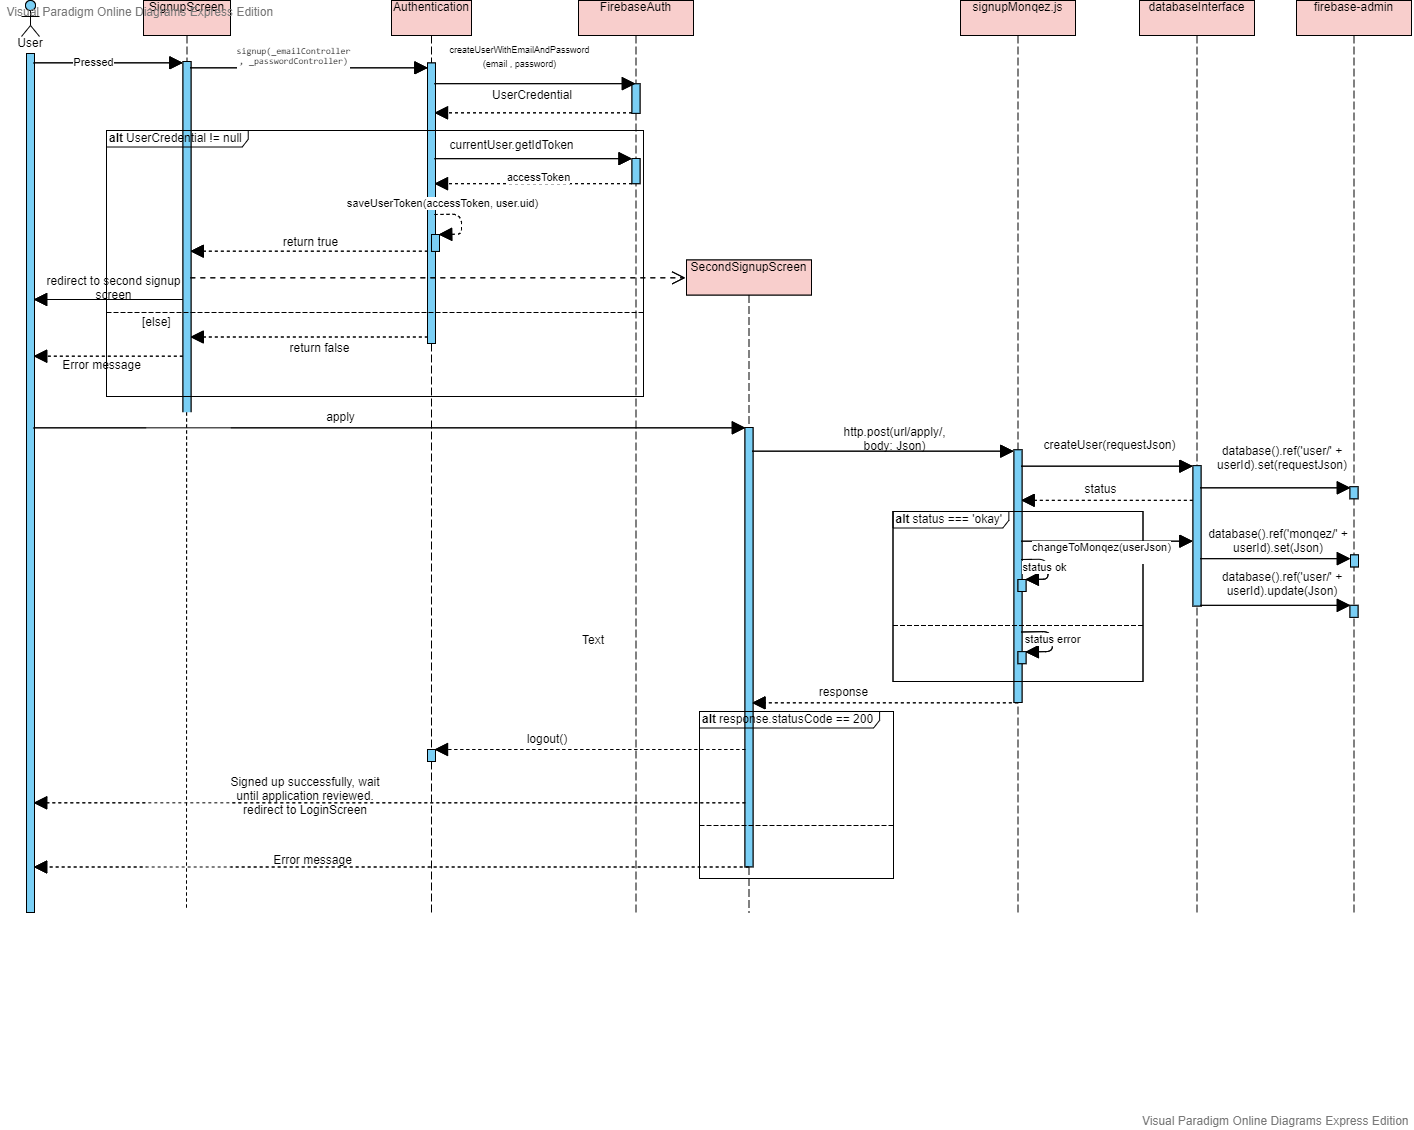 Visual Paradigm Online Diagrams Express Edition
SignupScreen
Authentication
FirebaseAuth
signupMonqez.js
databaseInterface
firebase-admin
User
Pressed
signup(_emailController
, _passwordController)
createUserWithEmailAndPassword
(email , password)
UserCredential
alt UserCredential != null
currentUser.getIdToken
accessToken
saveUserToken(accessToken, user.uid)
return true
SecondSignupScreen
redirect to second signup
screen
[else]
return false
Error message
apply
http.post(url/apply/,
body: Json)
createUser(requestJson)
database().ref('user/' +
userId).set(requestJson)
status
alt status === 'okay'
changeToMonqez(userJson)
database().ref('monqez/' +
userId).set(Json)
status ok
database().ref('user/' +
userId).update(Json)
Text
status error
response
alt response.statusCode == 200
logout()
Signed up successfully, wait
until application reviewed.
redirect to LoginScreen
Error message
Visual Paradigm Online Diagrams Express Edition